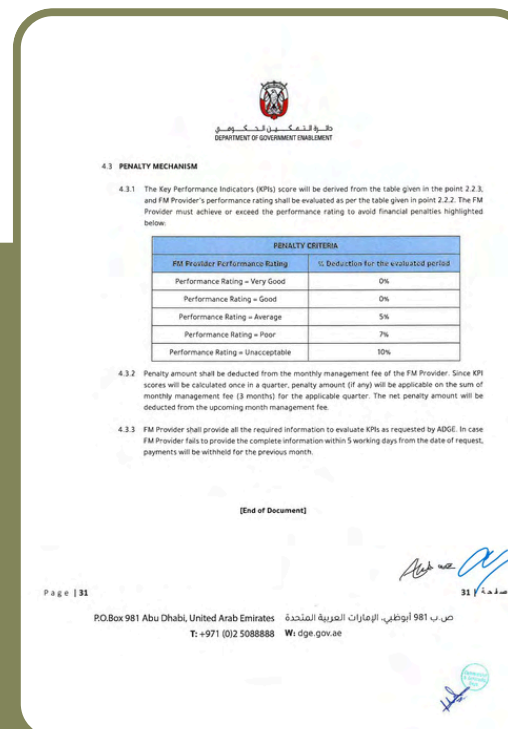 دائرة التمكين الحكومي
DEPARTMENT OF GOVERNMENT ENABLEMENT
4.3 PENALTY MECHANISM
4.3.1 The Key Performance Indicators (KPIs) score will be derived from the table given in the point 2.2.3,
and FM Provider's performance rating shall be evaluated as per the table given in point 2.2.2. The FM
Provider must achieve or exceed the performance rating to avoid financial penalties highlighted
below:
PENALTY CRITERIA
FM Provider Performance Rating % Deduction for the evaluated period
Performance Rating = Very Good 0%
Performance Rating = Good 0%
Performance Rating = Average 5%
Performance Rating = Poor 7%
Performance Rating = Unacceptable 10%
4.3.2 Penalty amount shall be deducted from the monthly management fee of the FM Provider. Since KPI
scores will be calculated once in a quarter, penalty amount (if any) will be applicable on the sum of
monthly management fee (3 months) for the applicable quarter. The net penalty amount will be
deducted from the upcoming month management fee.
4.3.3 FM Provider shall provide all the required information to evaluate KPIs as requested by ADGE. In case
FM Provider fails to provide the complete information within 5 working days from the date of request,
payments will be withheld for the previous month.
[End of Document]
Page | 31
31 | صفحة
P.O.Box 981 Abu Dhabi, United Arab Emirates ص.ب 981 أبوظبي، الإمارات العربية المتحدة
T: +971 (0)2 5088888 W: dge.gov.ae